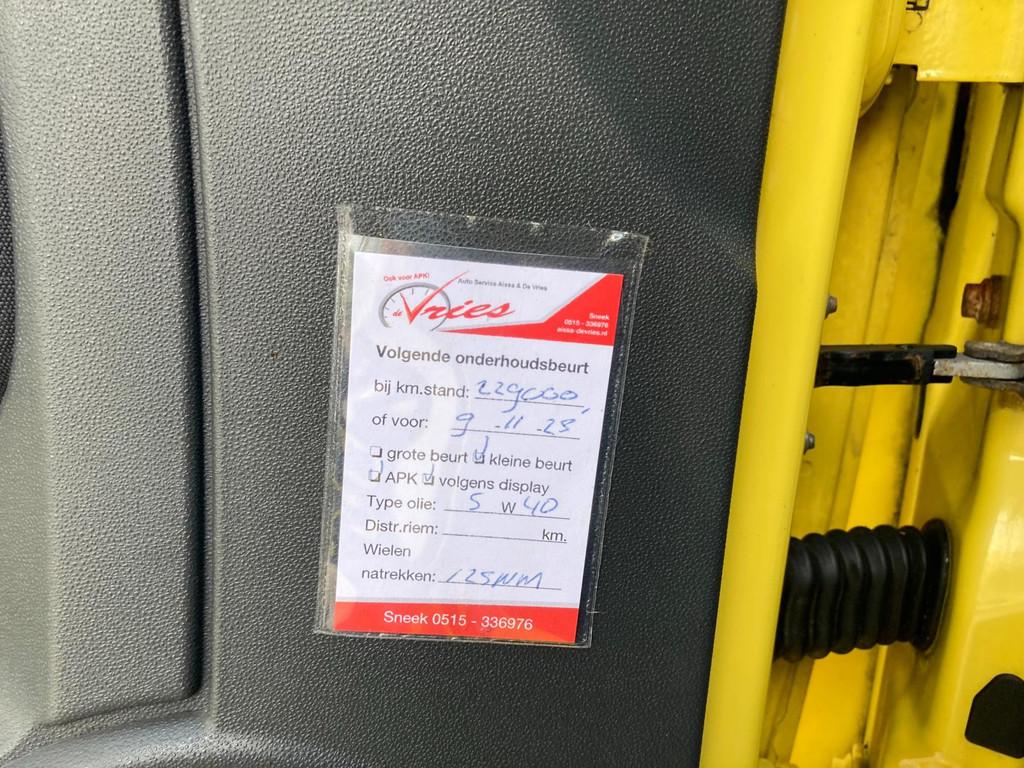 Ook voor APK!
Auto Service Aiska & De Vries
de Vries
Sneek
0515 - 336976
aiska-devries.nl
Volgende onderhoudsbeurt
bij km.stand: 229000,
of voor: 9-11-23
grote beurt kleine beurt
APK volgens display
Type olie: 5 W 40
Distr.riem: km.
Wielen
natrekken: 125NM
Sneek 0515 - 336976